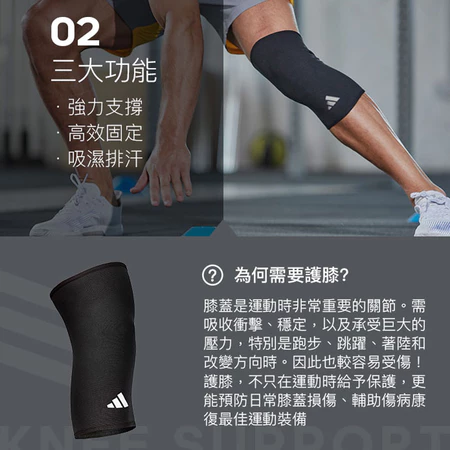 02
三大功能
· 強力支撐
· 高效固定
· 吸濕排汗
? 為何需要護膝?
膝蓋是運動時非常重要的關節。需
吸收衝擊、穩定，以及承受巨大的
壓力，特別是跑步、跳躍、著陸和
改變方向時。因此也較容易受傷！
護膝，不只在運動時給予保護，更
能預防日常膝蓋損傷、輔助傷病康
復最佳運動裝備
KNEE SUPPORT